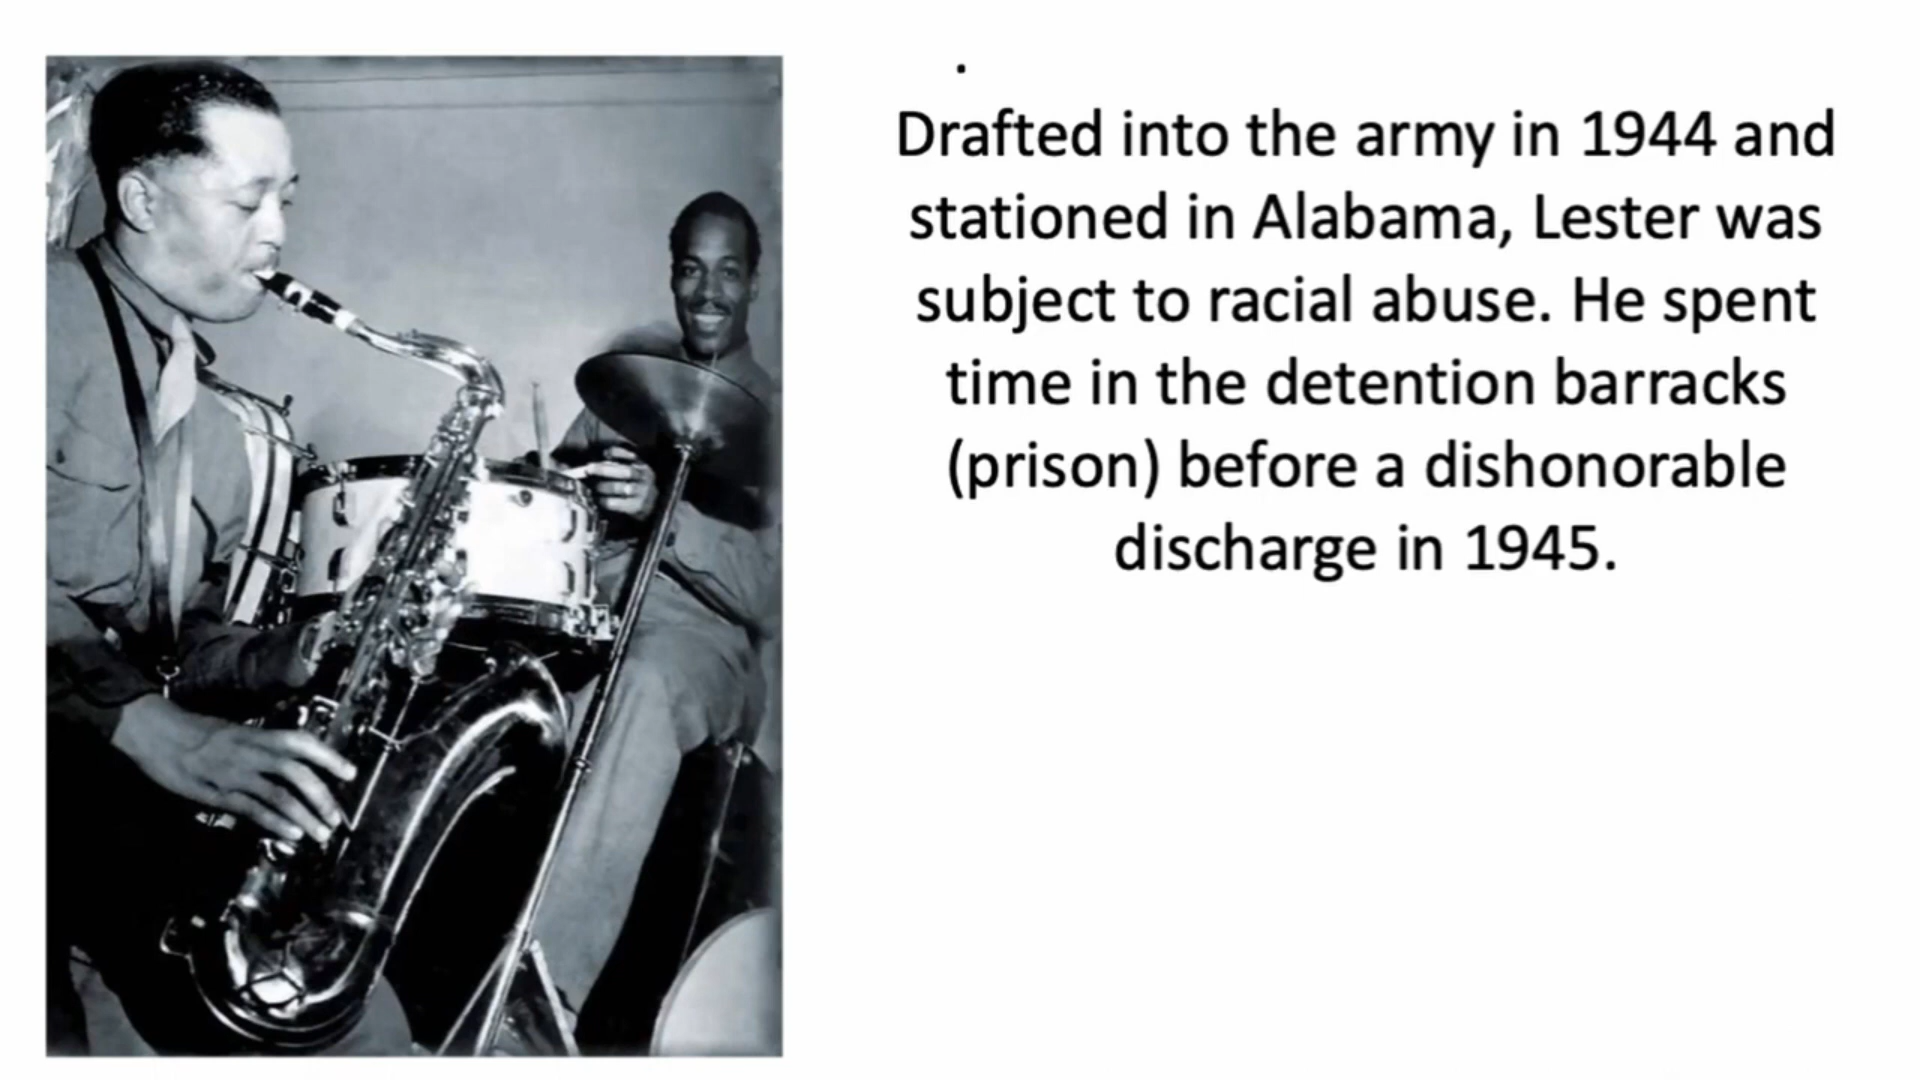 .
Drafted into the army in 1944 and
stationed in Alabama, Lester was
subject to racial abuse. He spent
time in the detention barracks
(prison) before a dishonorable
discharge in 1945.